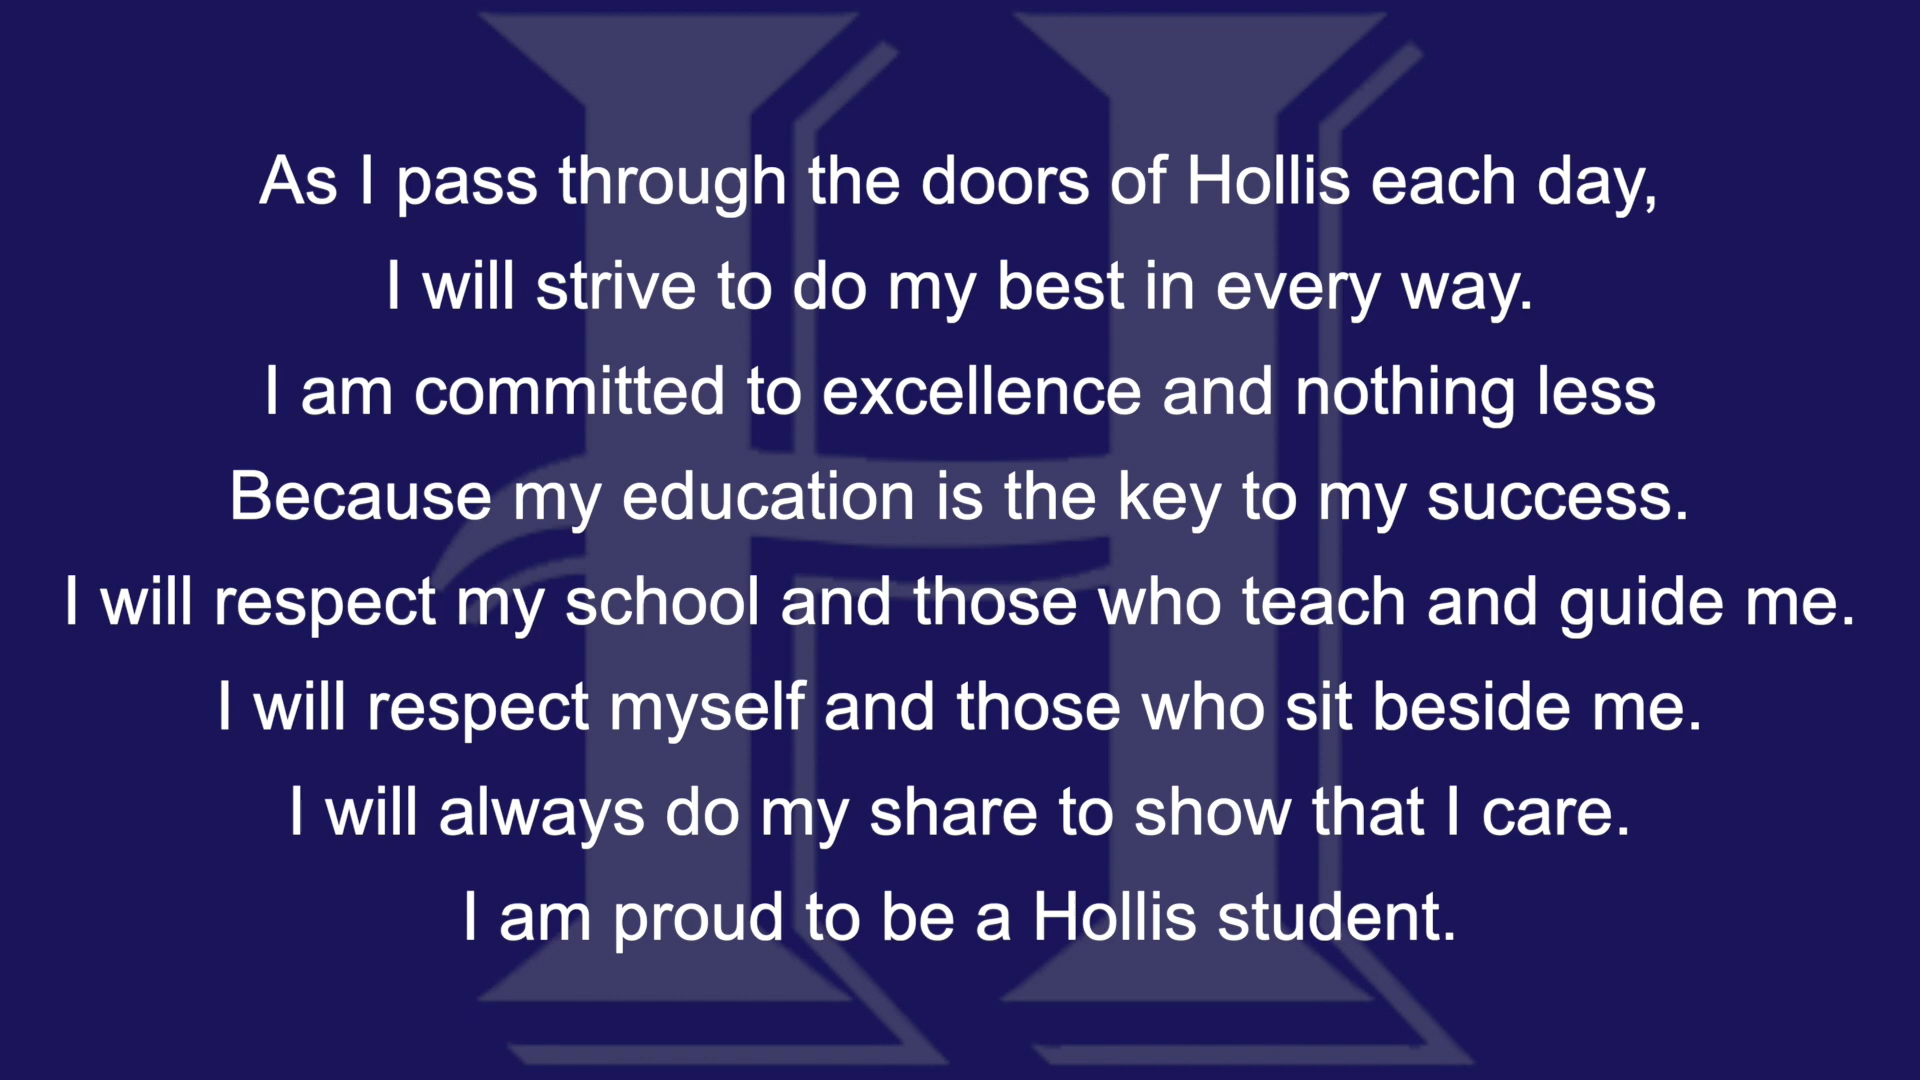 As I pass through the doors of Hollis each day,
I will strive to do my best in every way.
I am committed to excellence and nothing less
Because my education is the key to my success.
I will respect my school and those who teach and guide me.
I will respect myself and those who sit beside me.
I will always do my share to show that I care.
I am proud to be a Hollis student.